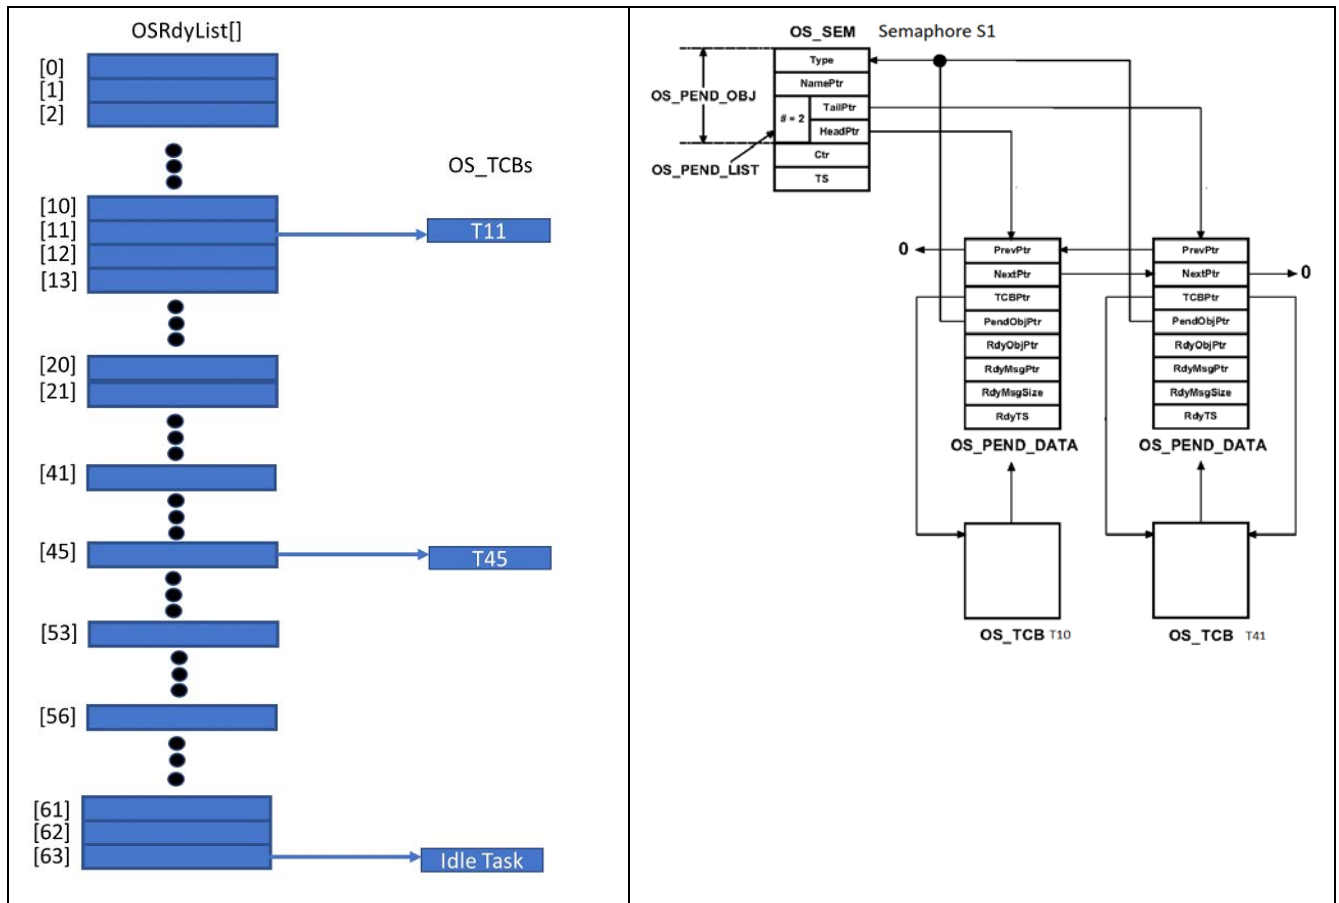 OSRdyList[]
[0]
[1]
[2]
OS_TCBs
[10]
[11]
T11
[12]
[13]
[20]
[21]
[41]
[45]
T45
[53]
[56]
[61]
[62]
[63]
Idle Task
OS_SEM Semaphore S1
Type
NamePtr
OS_PEND_OBJ
# = 2
TailPtr
HeadPtr
OS_PEND_LIST
Ctr
TS
0
PrevPtr
PrevPtr
NextPtr
NextPtr
0
TCBPtr
TCBPtr
PendObjPtr
PendObjPtr
RdyObjPtr
RdyObjPtr
RdyMsgPtr
RdyMsgPtr
RdyMsgSize
RdyMsgSize
RdyTS
RdyTS
OS_PEND_DATA
OS_PEND_DATA
OS_TCB T10
OS_TCB T41